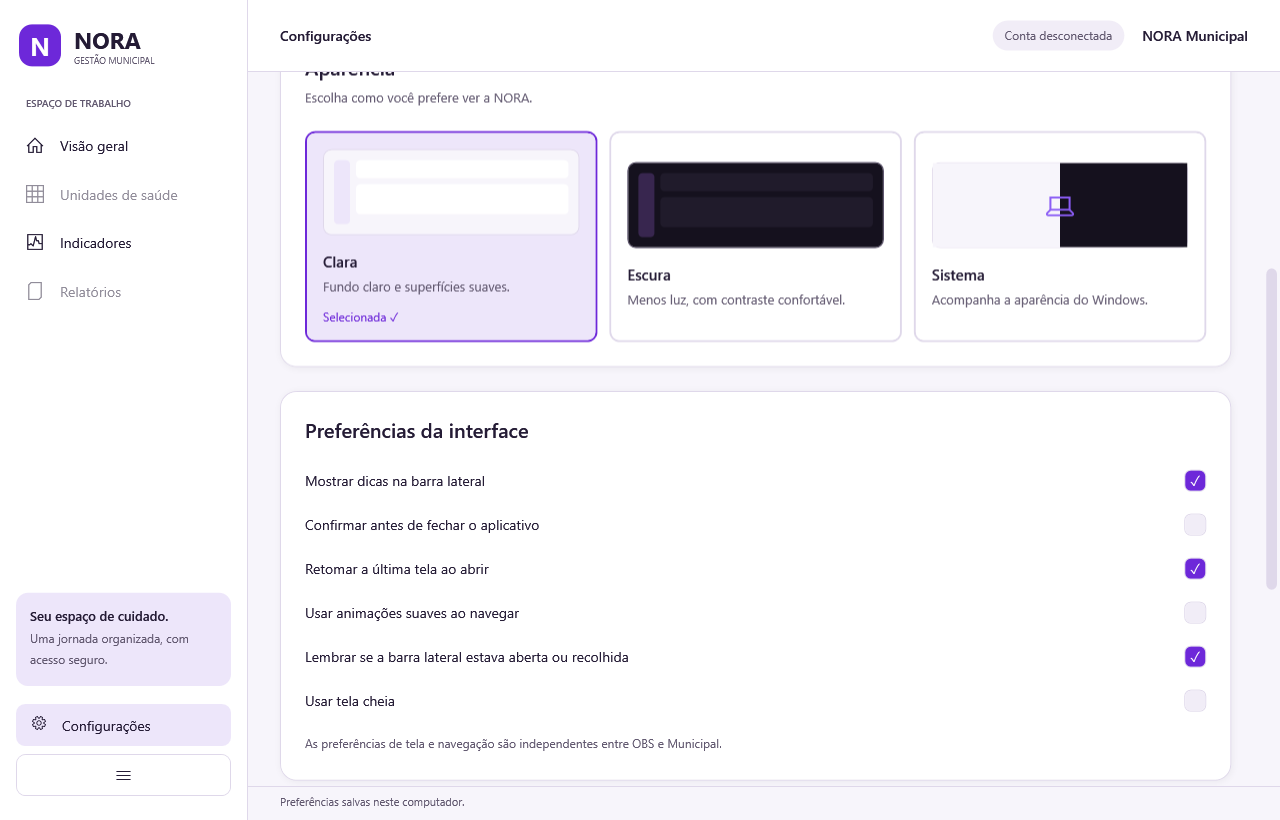 N
NORA
GESTÃO MUNICIPAL
ESPAÇO DE TRABALHO
Visão geral
Unidades de saúde
Indicadores
Relatórios
Seu espaço de cuidado.
Uma jornada organizada, com
acesso seguro.
Configurações
Configurações
Conta desconectada
NORA Municipal
Aparência
Escolha como você prefere ver a NORA.
Clara
Fundo claro e superfícies suaves.
Selecionada ✓
Escura
Menos luz, com contraste confortável.
Sistema
Acompanha a aparência do Windows.
Preferências da interface
Mostrar dicas na barra lateral
Confirmar antes de fechar o aplicativo
Retomar a última tela ao abrir
Usar animações suaves ao navegar
Lembrar se a barra lateral estava aberta ou recolhida
Usar tela cheia
As preferências de tela e navegação são independentes entre OBS e Municipal.
Preferências salvas neste computador.